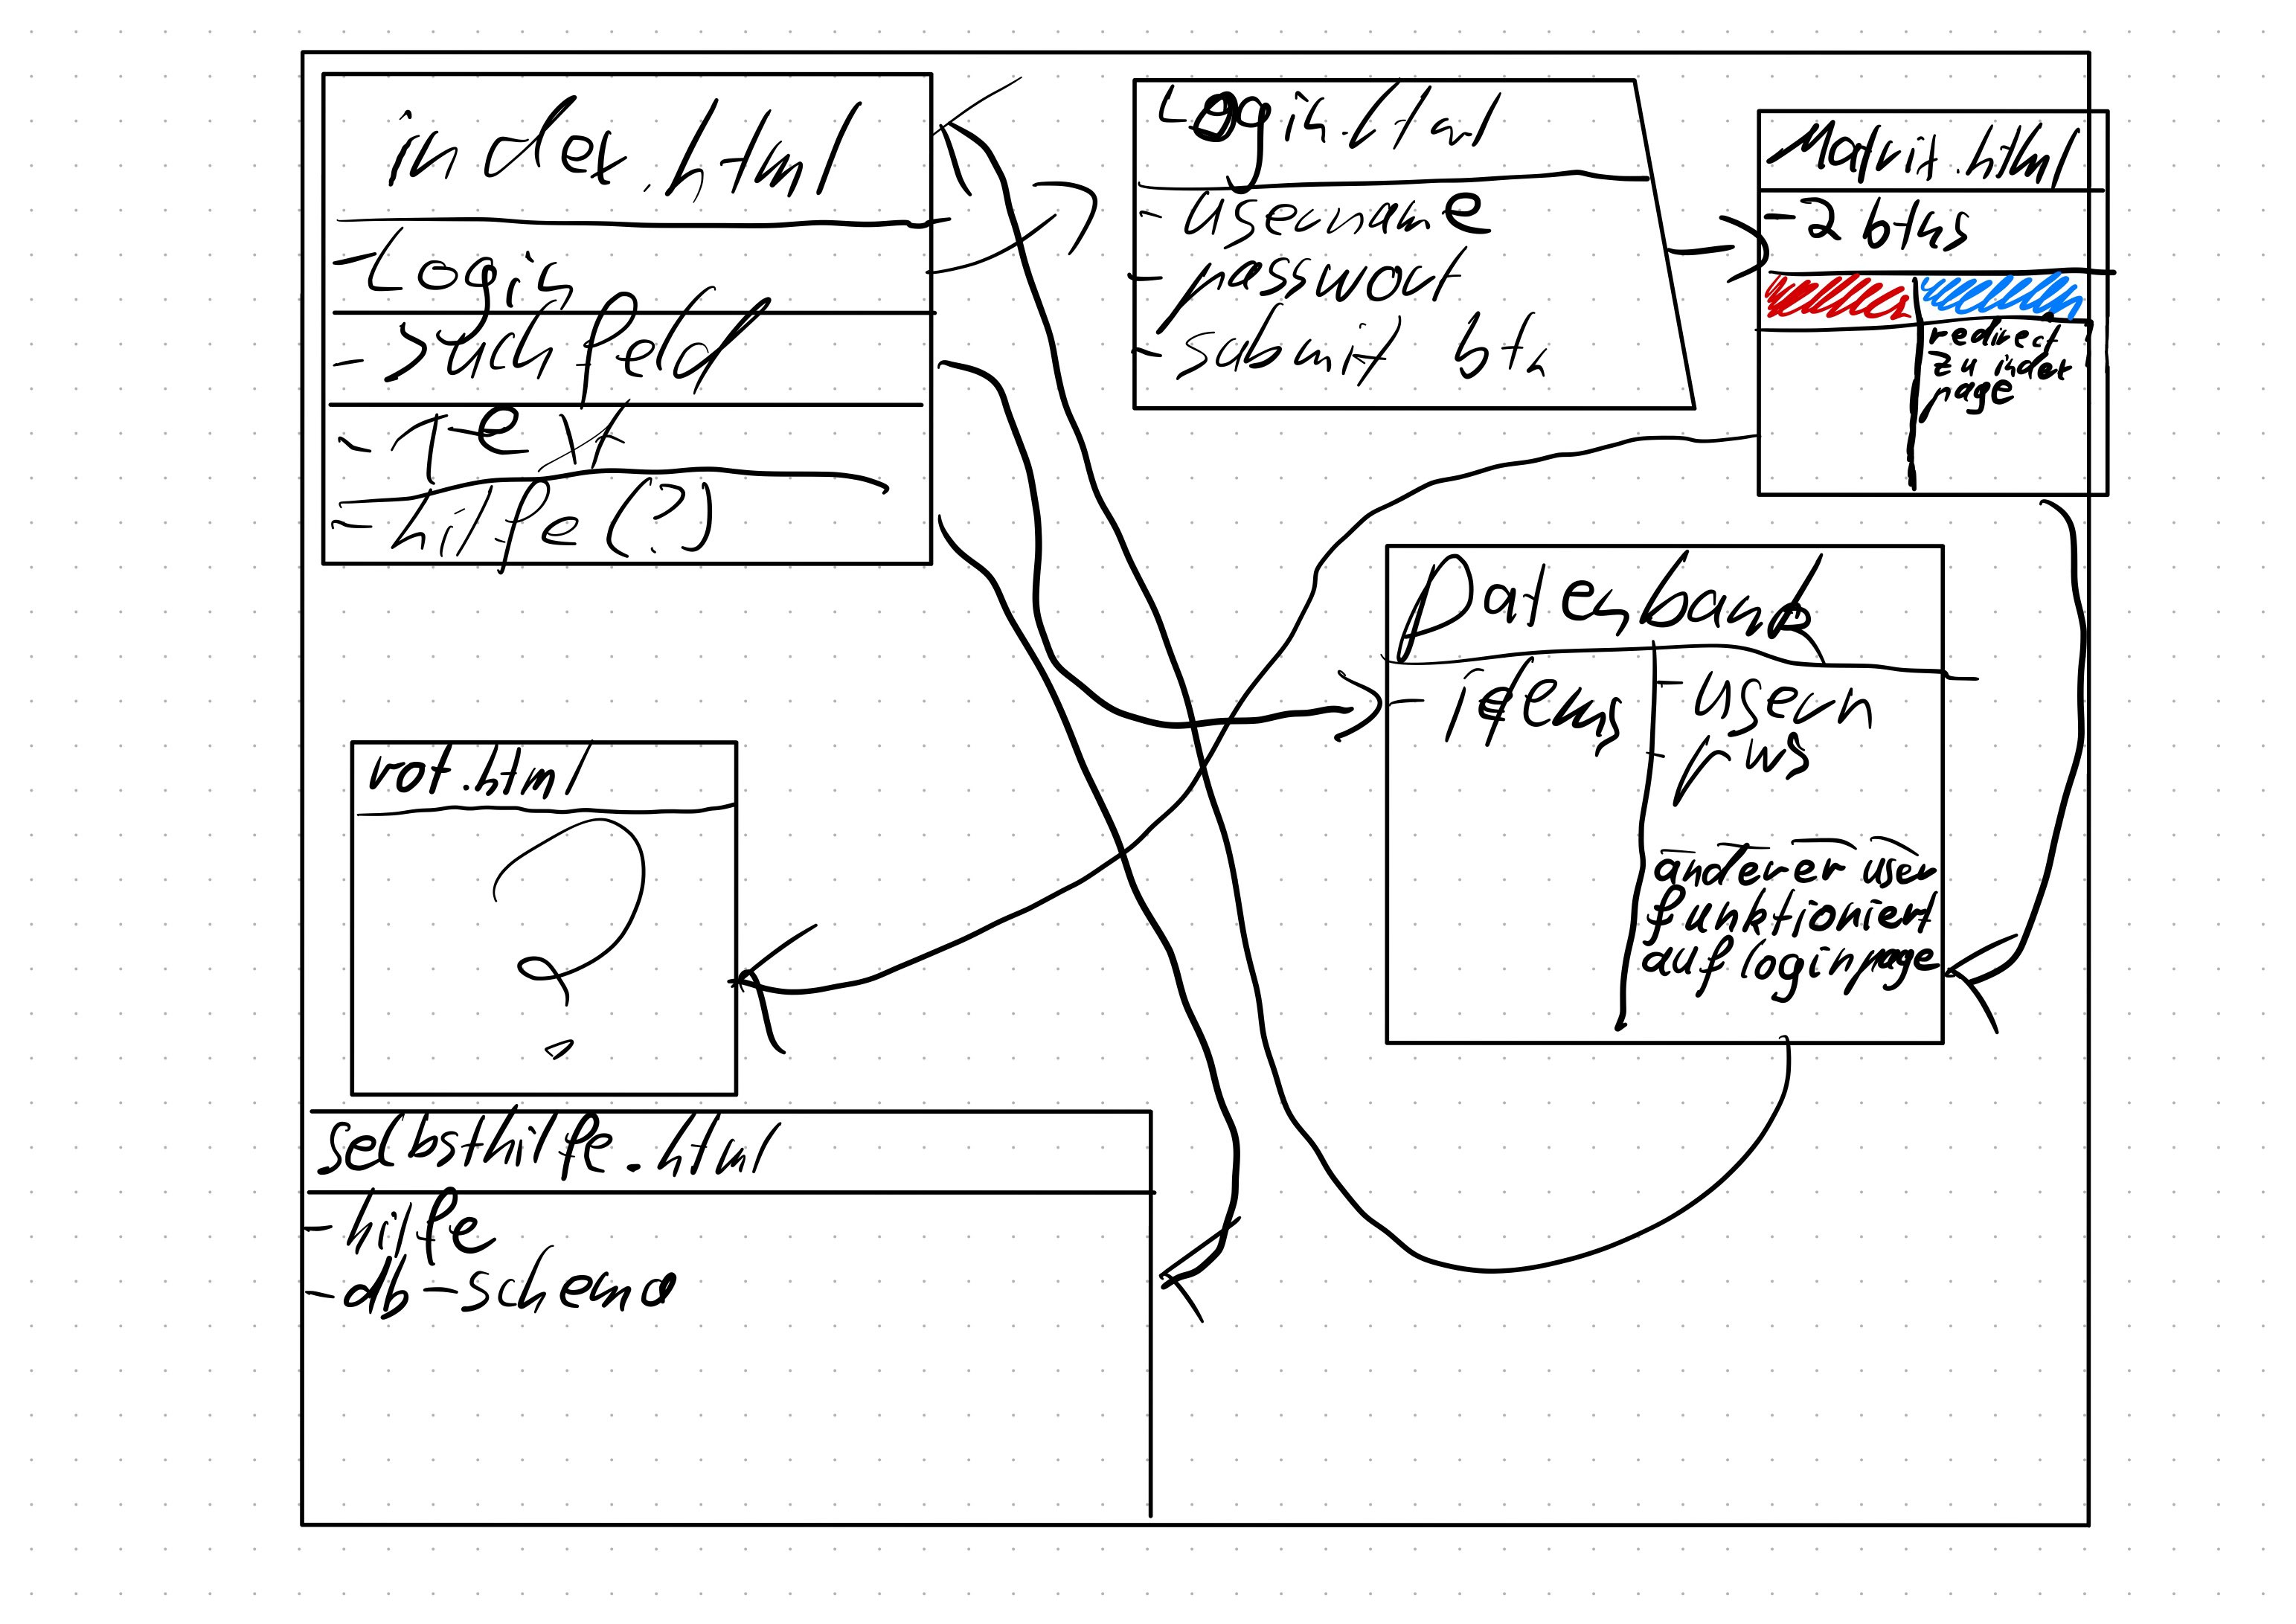 index.html
- Login
- suchfeld
- Text
- hilfe (?)
Login.html
- username
- passwort
- submit btn
Matrix.html
- 2 btns
redirect
zu index
page
Datenbank
- items
- usern
- pws
anderer user
funktioniert
auf loginpage
rot.html
?
selbsthilfe.html
- hilfe
- db-schema